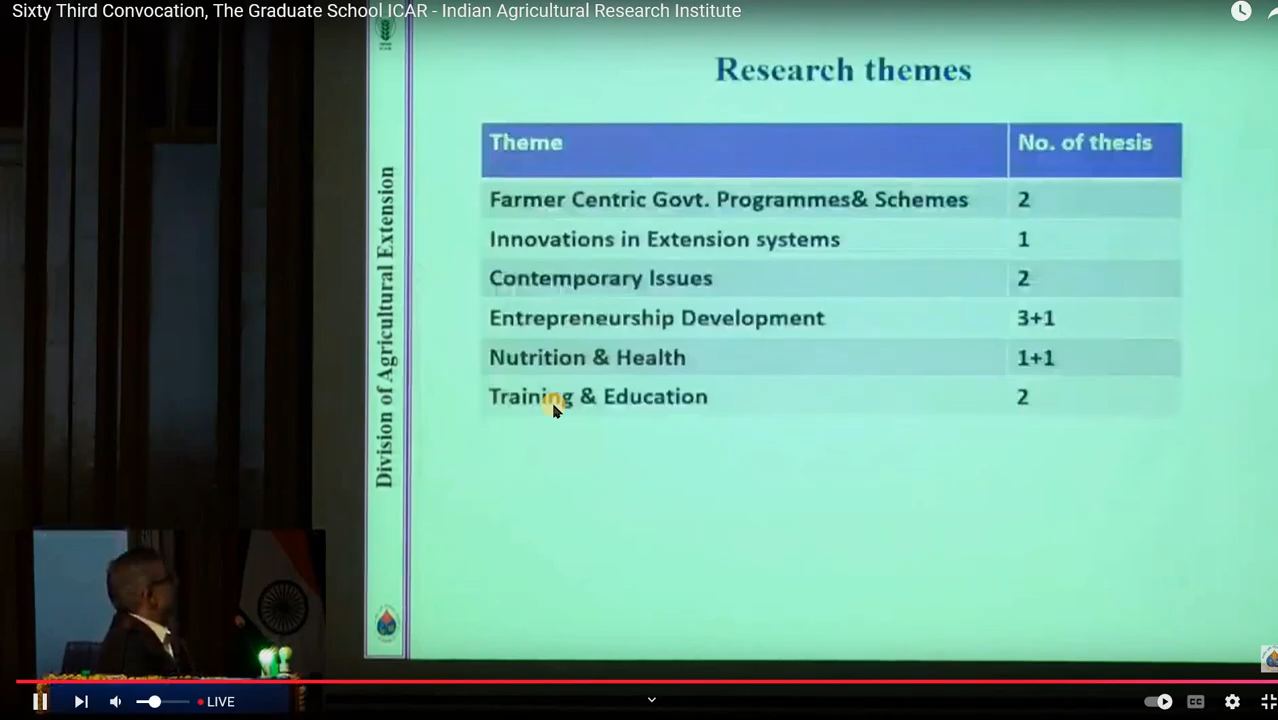 Sixty Third Convocation, The Graduate School ICAR - Indian Agricultural Research Institute
Division of Agricultural Extension
Research themes
Theme No. of thesis
Farmer Centric Govt. Programmes& Schemes 2
Innovations in Extension systems 1
Contemporary Issues 2
Entrepreneurship Development 3+1
Nutrition & Health 1+1
Training & Education 2
LIVE
CC